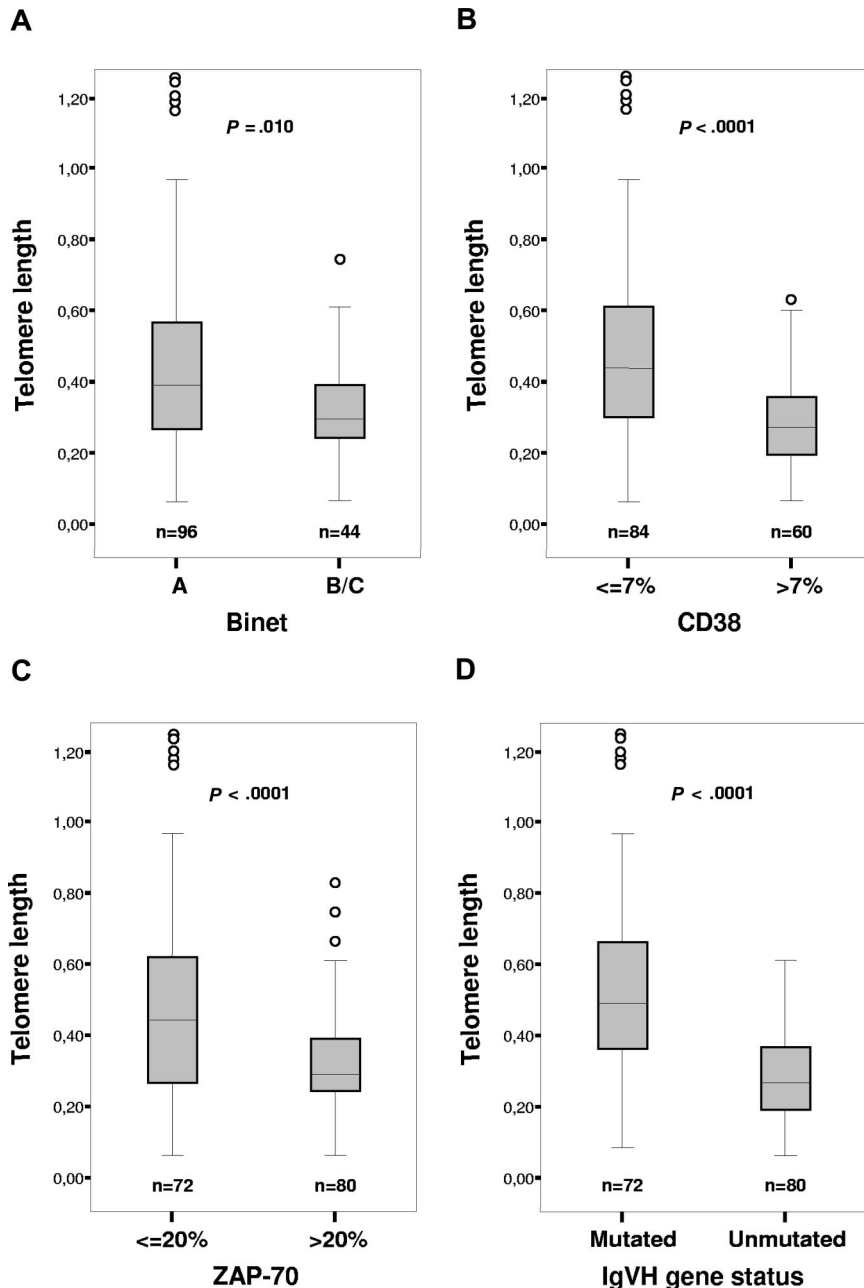 A
Telomere length
1,20
1,00
0,80
0,60
0,40
0,20
0,00
P = .010
n=96
n=44
A
B/C
Binet
B
Telomere length
1,20
1,00
0,80
0,60
0,40
0,20
0,00
P < .0001
n=84
n=60
<=7%
>7%
CD38
C
Telomere length
1,20
1,00
0,80
0,60
0,40
0,20
0,00
P < .0001
n=72
n=80
<=20%
>20%
ZAP-70
D
Telomere length
1,20
1,00
0,80
0,60
0,40
0,20
0,00
P < .0001
n=72
n=80
Mutated
Unmutated
IgVH gene status